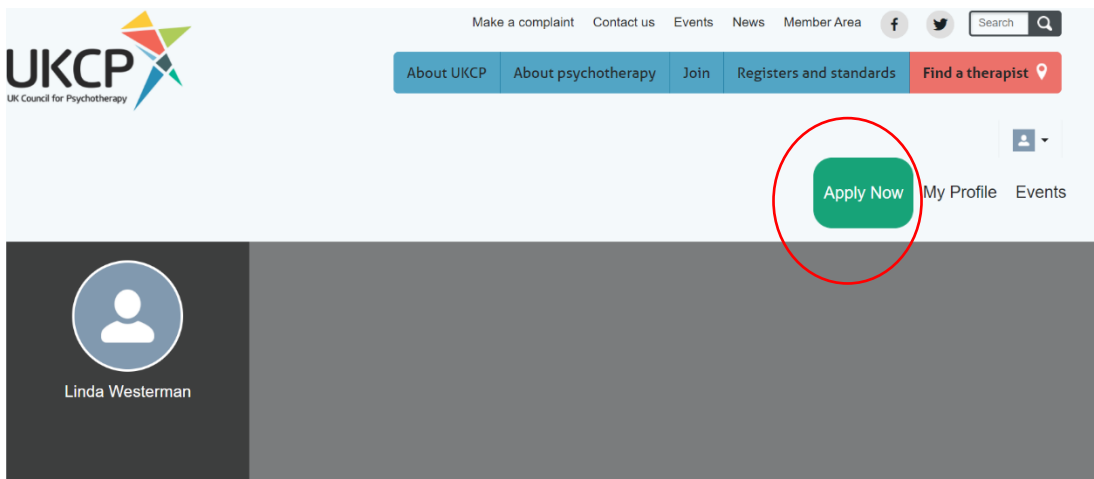 Make a complaint Contact us Events News Member Area f Search
UKCP
UK Council for Psychotherapy
About UKCP About psychotherapy Join Registers and standards Find a therapist
Apply Now My Profile Events
Linda Westerman